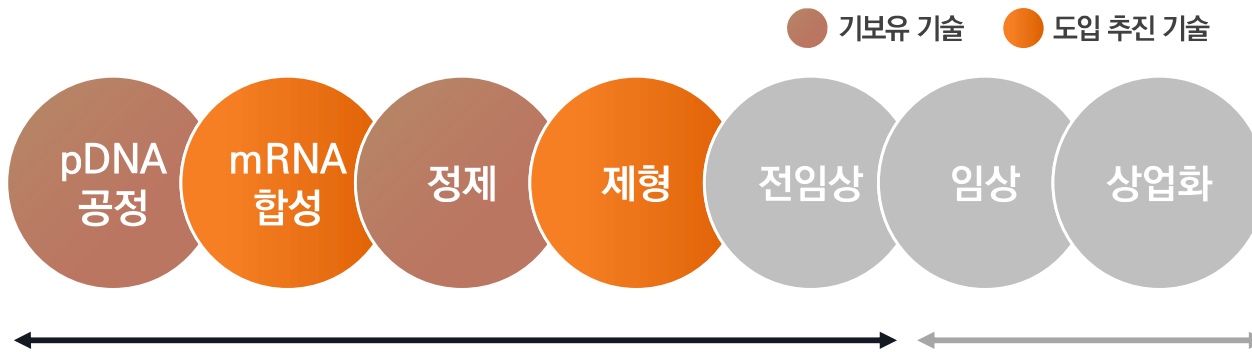 기보유 기술
도입 추진 기술
pDNA
공정
mRNA
합성
정제
제형
전임상
임상
상업화